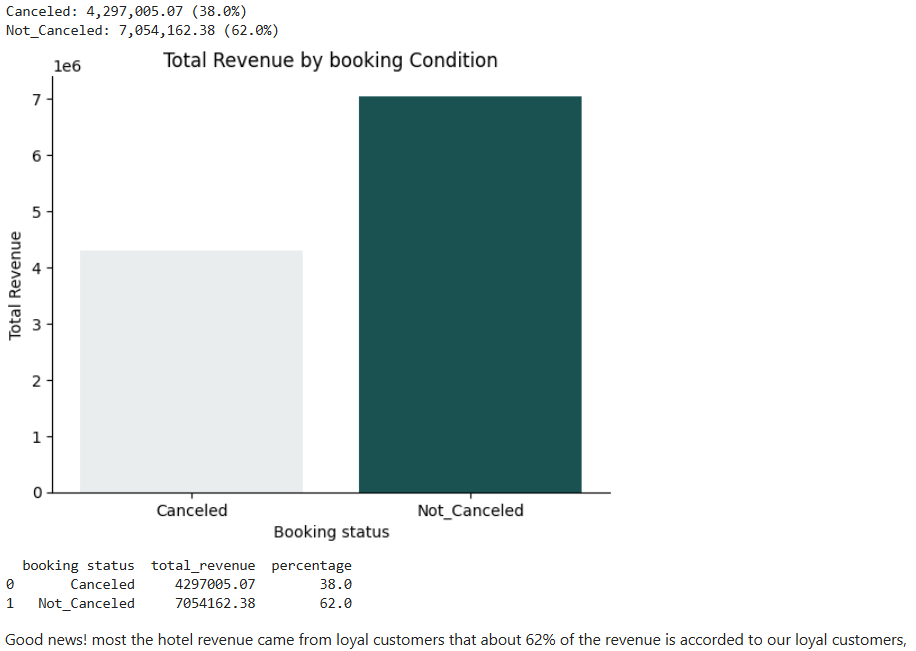 Canceled: 4,297,005.07 (38.0%)
Not_Canceled: 7,054,162.38 (62.0%)
Total Revenue by booking Condition
1e6
7
6
5
4
3
2
1
0
Total Revenue
Canceled Not_Canceled
Booking status
booking status total_revenue percentage
0 Canceled 4297005.07 38.0
1 Not_Canceled 7054162.38 62.0
Good news! most the hotel revenue came from loyal customers that about 62% of the revenue is accorded to our loyal customers,